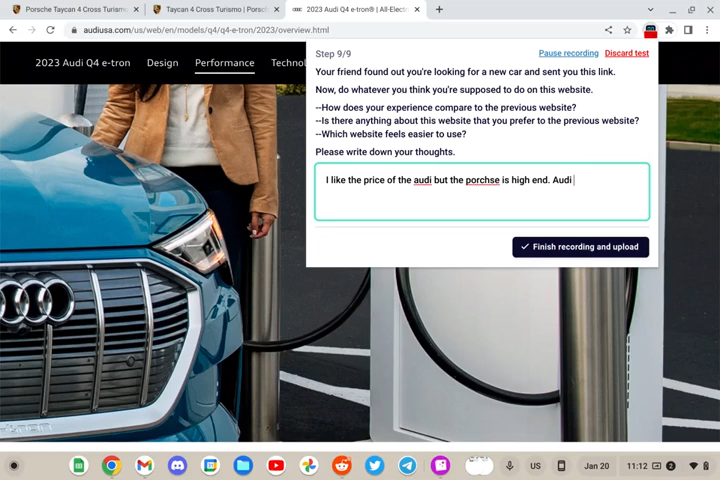 Porsche Taycan 4 Cross Turismo
Taycan 4 Cross Turismo | Porsc
2023 Audi Q4 e-tron® | All-Elect
audiusa.com/us/web/en/models/q4/q4-e-tron/2023/overview.html
2023 Audi Q4 e-tron Design Performance Technol
Step 9/9 Pause recording Discard test
Your friend found out you're looking for a new car and sent you this link.
Now, do whatever you think you're supposed to do on this website.
--How does your experience compare to the previous website?
--Is there anything about this website that you prefer to the previous website?
--Which website feels easier to use?
Please write down your thoughts.
I like the price of the audi but the porchse is high end. Audi
Finish recording and upload
US Jan 20 11:12 2